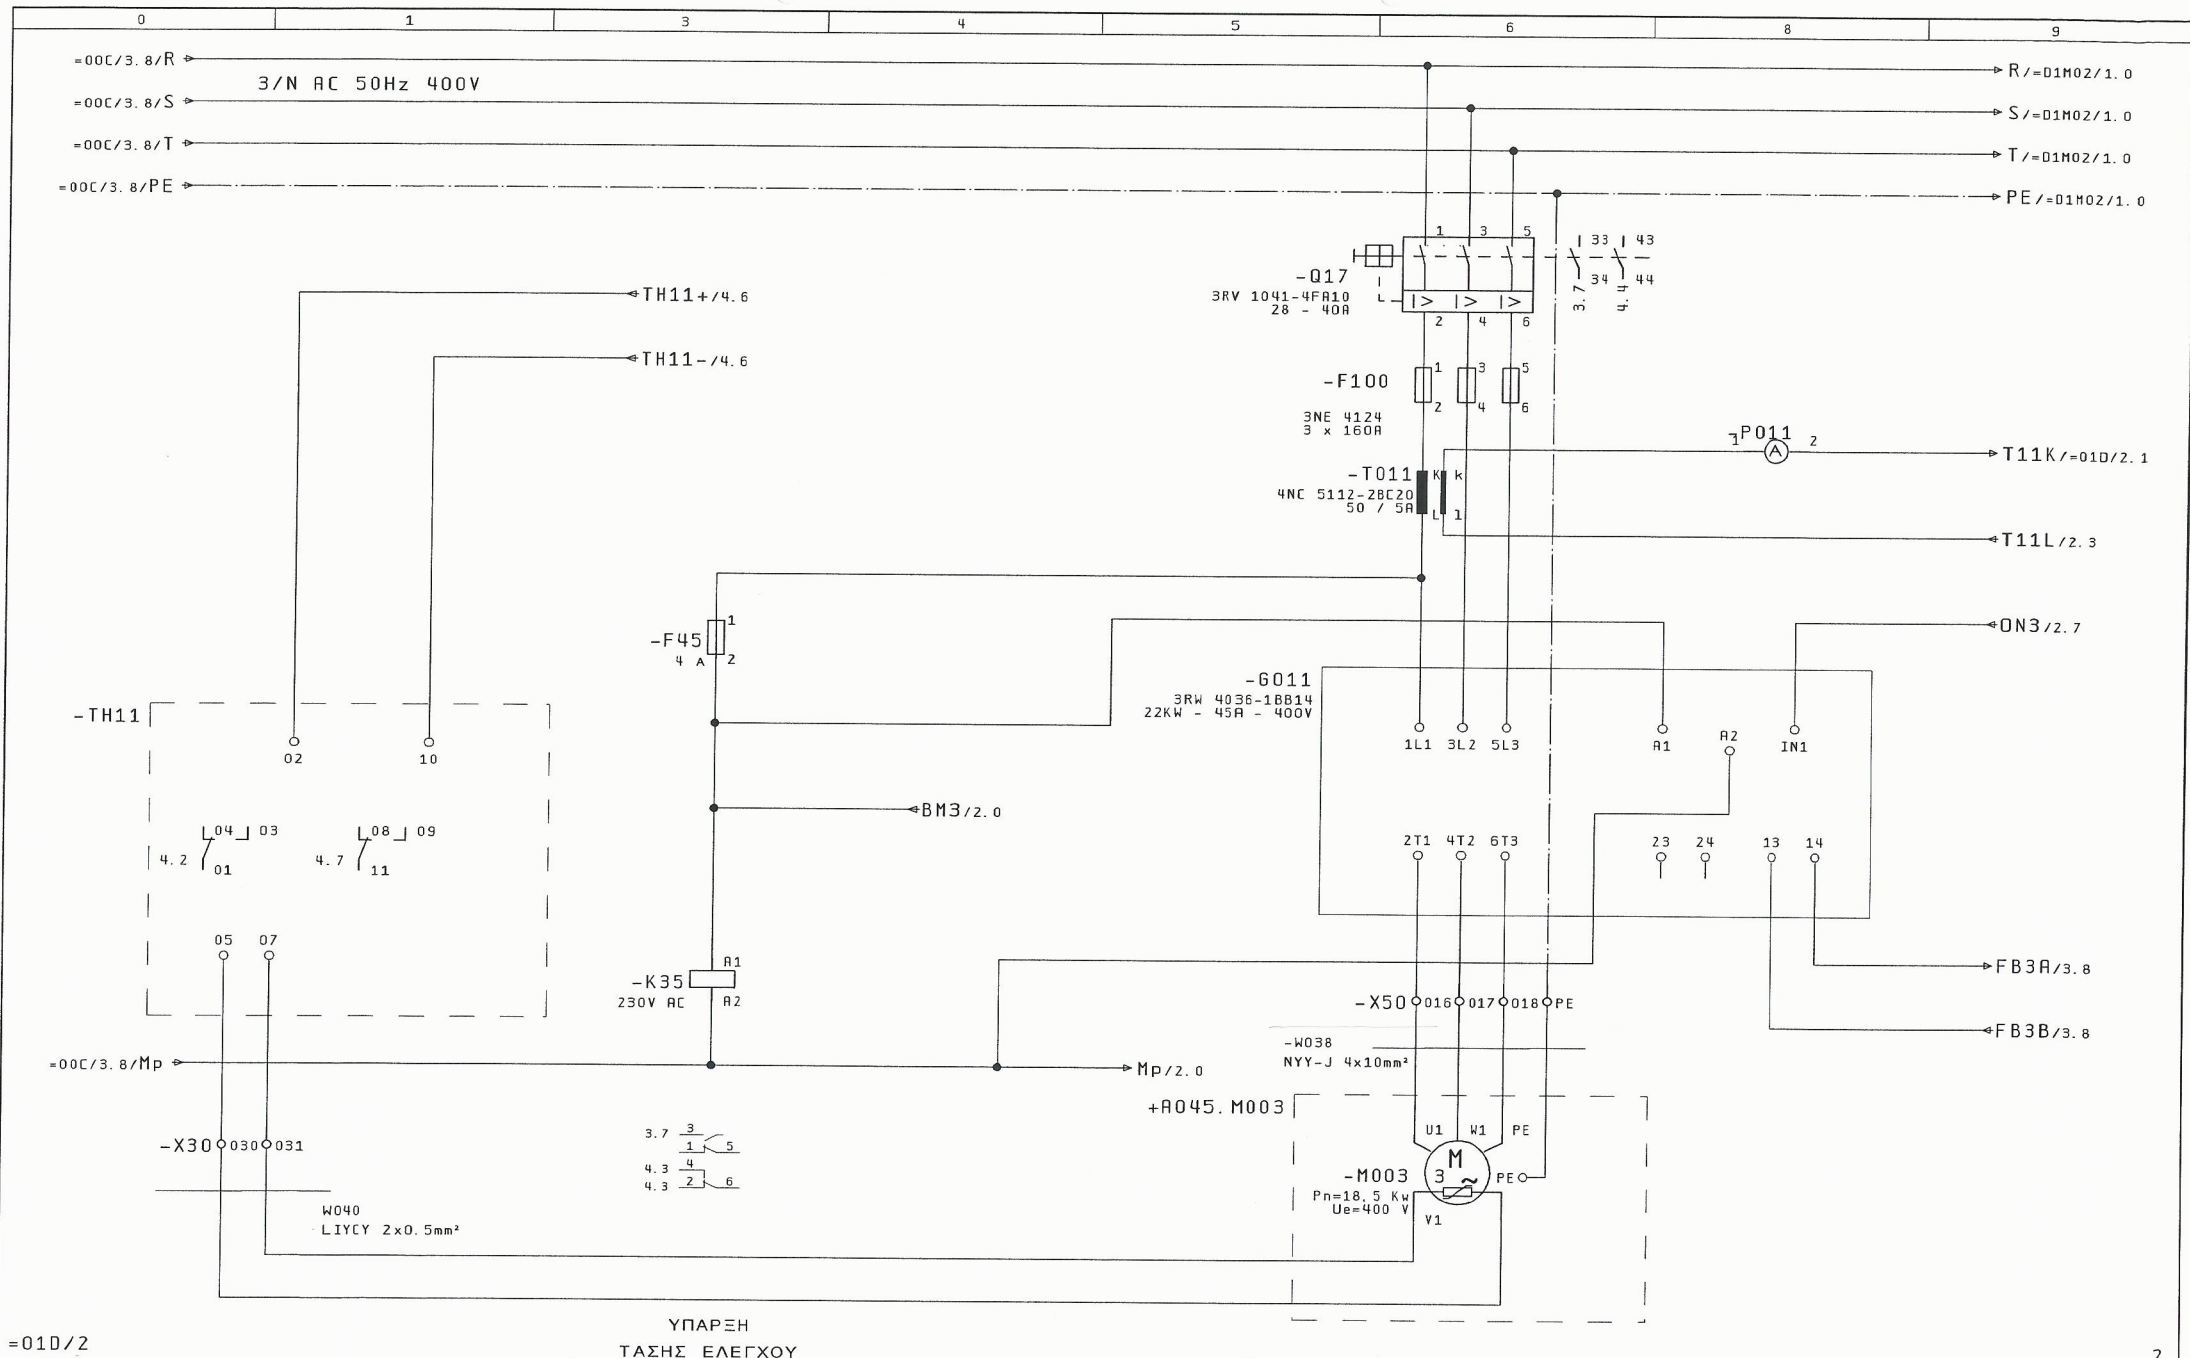 0 1 3 4 5 6 8 9
=00C/3.8/R
R/=D1M02/1.0
3/N AC 50Hz 400V
=00C/3.8/S
S/=D1M02/1.0
=00C/3.8/T
T/=D1M02/1.0
=00C/3.8/PE
PE/=D1M02/1.0
1 3 5
33 43
-Q17
34 44
3RV 1041-4FA10
28 - 40A
3.7 4.4
I> I> I>
2 4 6
TH11+/4.6
TH11-/4.6
1 3 5
-F100
2 4 6
3NE 4124
3 x 160A
-P011
1 2
A
T11K/=01D/2.1
-T011
K k
4NC 5112-2BC20
50 / 5A
L l
T11L/2.3
1
-F45
4 A
2
ON3/2.7
-G011
3RW 4036-1BB14
22KW - 45A - 400V
-TH11
02 10
1L1 3L2 5L3 A1 A2 IN1
BM3/2.0
04 03 08 09
4.2 4.7
01 11
2T1 4T2 6T3 23 24 13 14
05 07
A1
-K35
230V AC
A2
FB3A/3.8
-X50 016 017 018 PE
FB3B/3.8
-W038
NYY-J 4x10mm²
=00C/3.8/Mp
Mp/2.0
+A045.M003
3.7 3
1 5
4.3 4
4.3 2 6
-X30 030 031
U1 W1 PE
M
3 ~
-M003
PE
Pn=18,5 Kw
Ue=400 V
V1
W040
LIYCY 2x0.5mm²
ΥΠΑΡΞΗ
ΤΑΣΗΣ ΕΛΕΓΧΟΥ
=01D/2
2